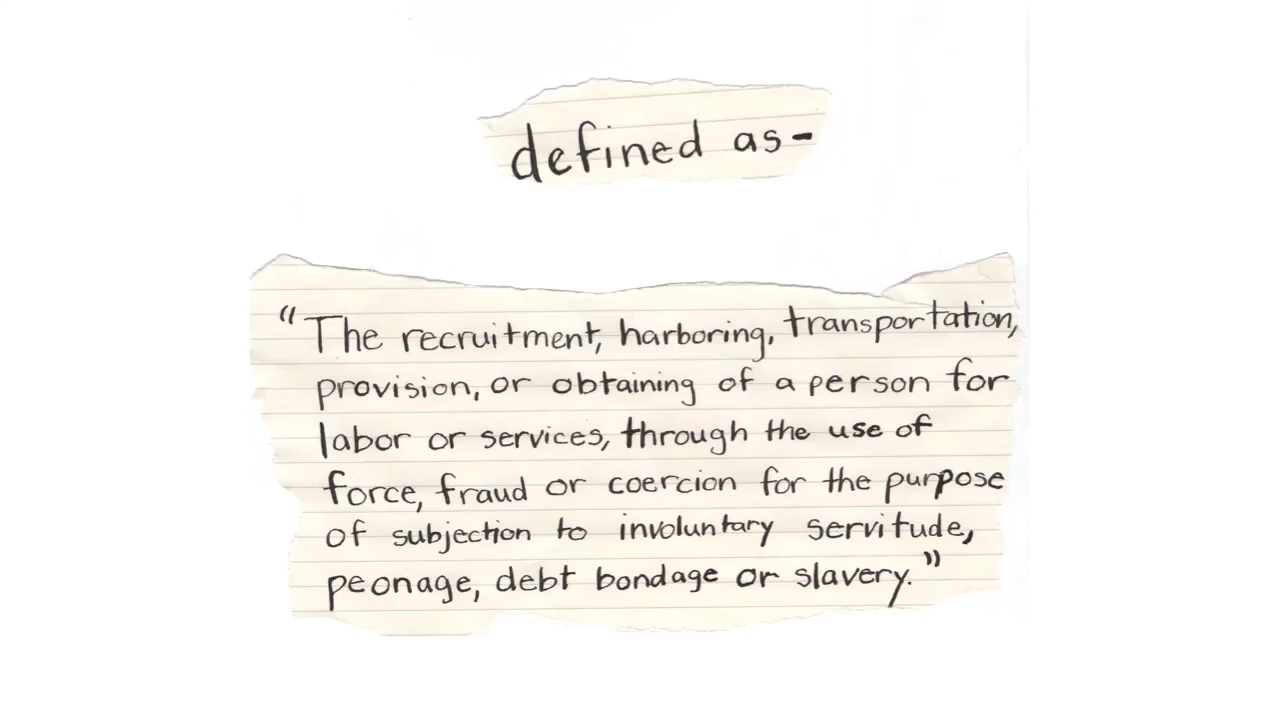 defined as-
“The recruitment, harboring, transportation,
provision, or obtaining of a person for
labor or services, through the use of
force, fraud or coercion for the purpose
of subjection to involuntary servitude,
peonage, debt bondage or slavery.”